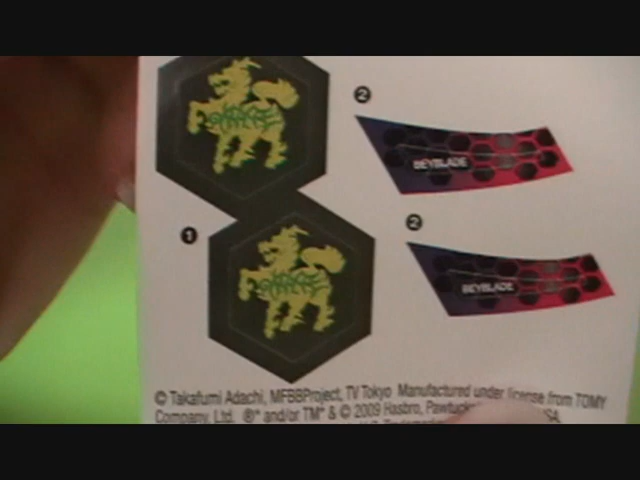 2
BEYBLADE
1
2
BEYBLADE
© Takafumi Adachi, MFBBProject, TV Tokyo Manufactured under license from TOMY
Company, Ltd. ®* and/or TM* & © 2009 Hasbro,